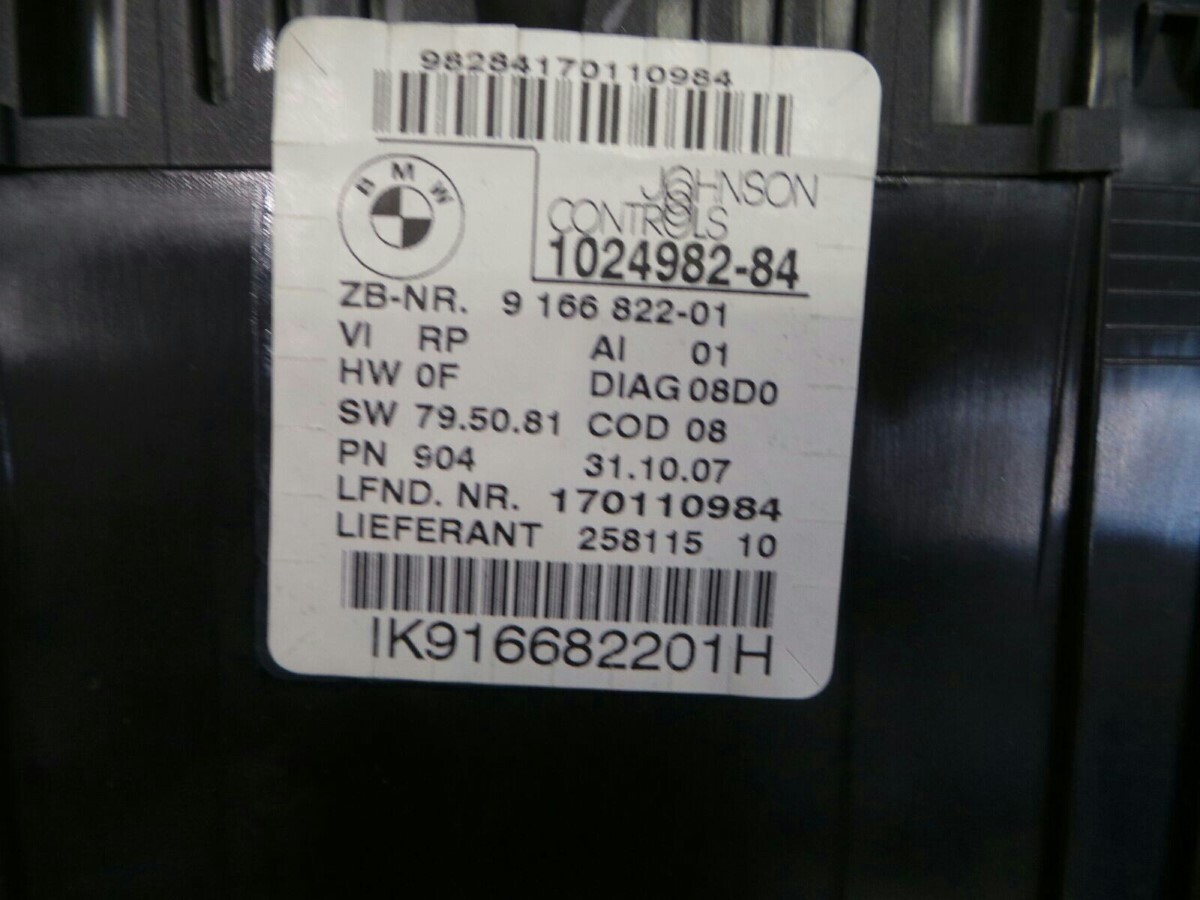 98284170110984
BMW
JOHNSON
CONTROLS
1024982-84
ZB-NR. 9 166 822-01
VI RP AI 01
HW 0F DIAG 08D0
SW 79.50.81 COD 08
PN 904 31.10.07
LFND. NR. 170110984
LIEFERANT 258115 10
IK916682201H